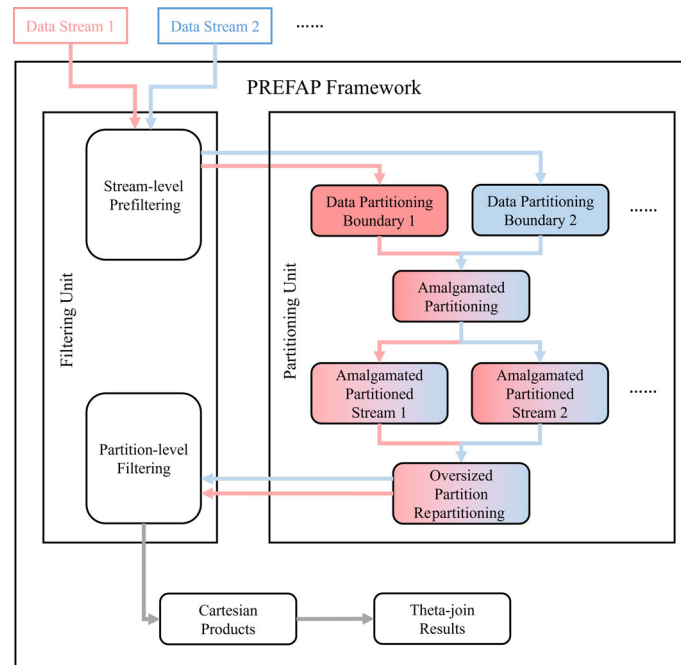 Data Stream 1
Data Stream 2
......
PREFAP Framework
Filtering Unit
Stream-level
Prefiltering
Partition-level
Filtering
Partitioning Unit
Data Partitioning
Boundary 1
Data Partitioning
Boundary 2
......
Amalgamated
Partitioning
Amalgamated
Partitioned
Stream 1
Amalgamated
Partitioned
Stream 2
......
Oversized
Partition
Repartitioning
Cartesian
Products
Theta-join
Results